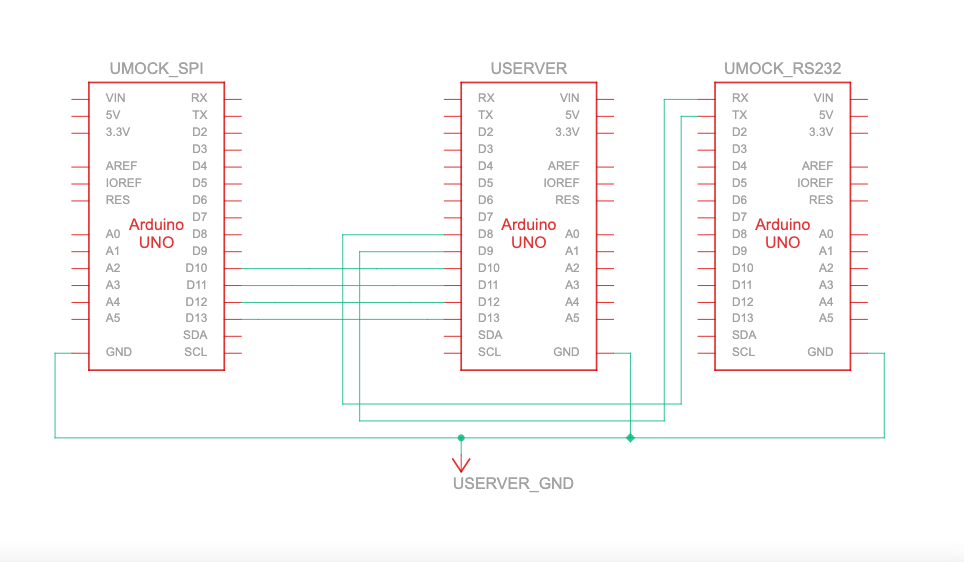 UMOCK_SPI
VIN RX
5V TX
3.3V D2
D3
AREF D4
IOREF D5
RES D6
D7
Arduino
UNO
A0 D8
A1 D9
A2 D10
A3 D11
A4 D12
A5 D13
SDA
GND SCL
USERVER
RX VIN
TX 5V
D2 3.3V
D3
D4 AREF
D5 IOREF
D6 RES
D7
Arduino
UNO
D8 A0
D9 A1
D10 A2
D11 A3
D12 A4
D13 A5
SDA
SCL GND
UMOCK_RS232
RX VIN
TX 5V
D2 3.3V
D3
D4 AREF
D5 IOREF
D6 RES
D7
Arduino
UNO
D8 A0
D9 A1
D10 A2
D11 A3
D12 A4
D13 A5
SDA
SCL GND
USERVER_GND